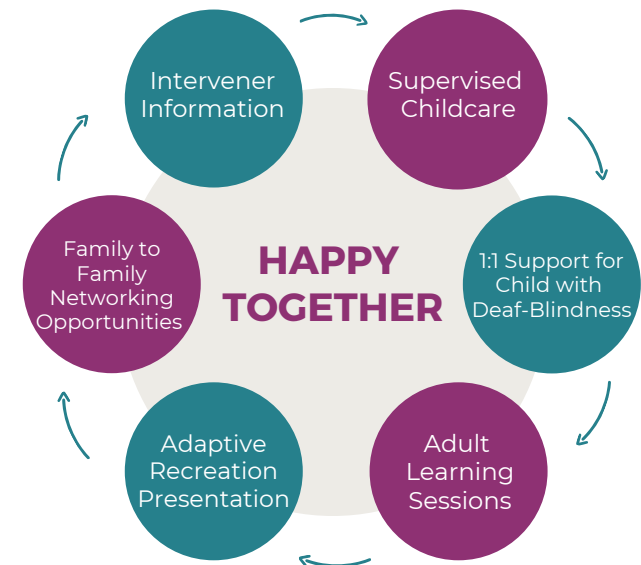 Intervener
Information
Supervised
Childcare
1:1 Support for
Child with
Deaf-Blindness
Adult
Learning
Sessions
Adaptive
Recreation
Presentation
Family to
Family
Networking
Opportunities
HAPPY
TOGETHER